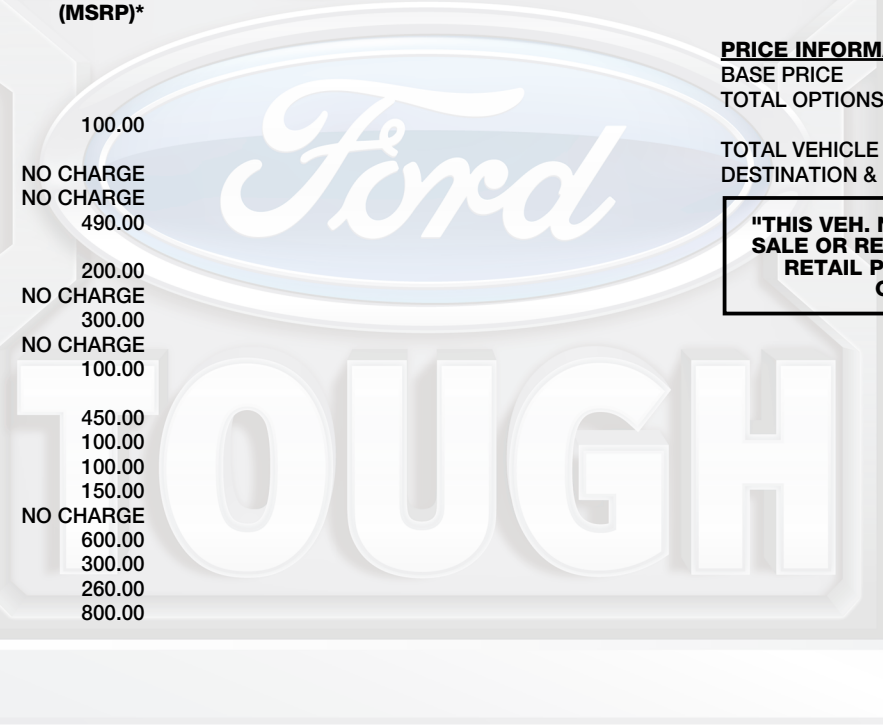 (MSRP)*
100.00
NO CHARGE
NO CHARGE
490.00
200.00
NO CHARGE
300.00
NO CHARGE
100.00
450.00
100.00
100.00
150.00
NO CHARGE
600.00
300.00
260.00
800.00
PRICE
BASE PRICE
TOTAL OPTIONS
TOTAL VEHICLE
DESTINATION &
"THIS VEH.
SALE OR
RETAIL
Ford
TOUGH